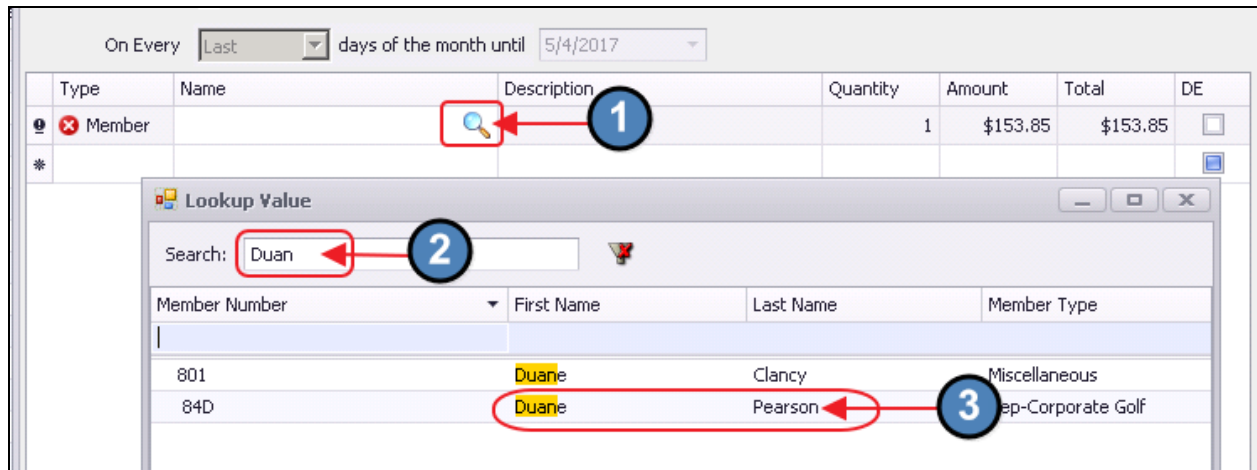 On Every Last days of the month until 5/4/2017
Type Name Description Quantity Amount Total DE
Member 1 1 $153.85 $153.85
Lookup Value
Search: Duan 2
Member Number First Name Last Name Member Type
801 Duane Clancy Miscellaneous
84D Duane Pearson 3 ep-Corporate Golf